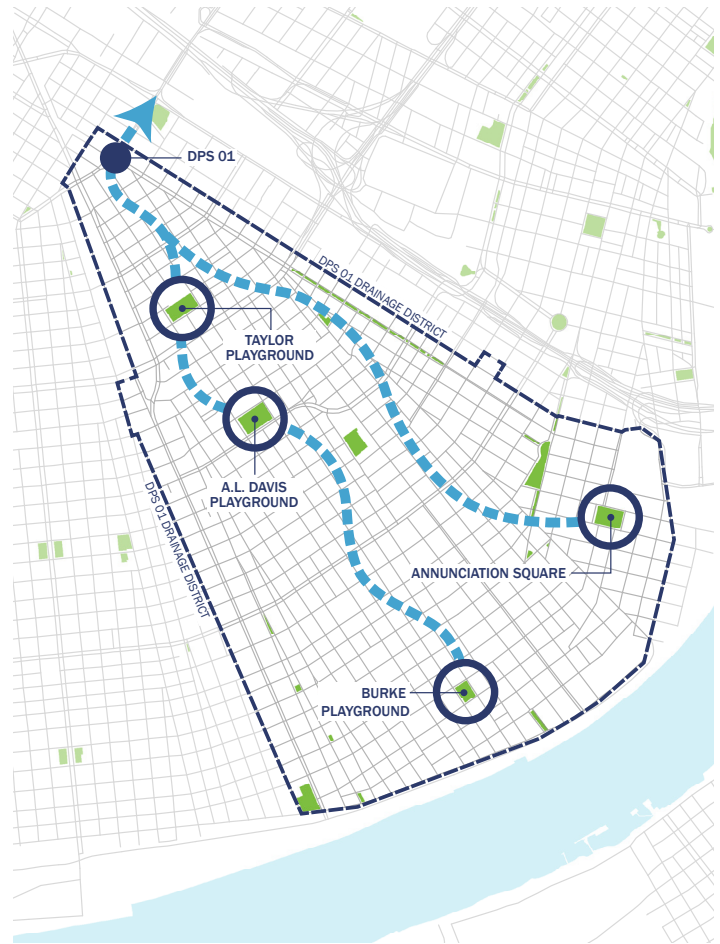 DPS 01
DPS 01 DRAINAGE DISTRICT
TAYLOR
PLAYGROUND
A.L. DAVIS
PLAYGROUND
DPS 01 DRAINAGE DISTRICT
ANNUNCIATION SQUARE
BURKE
PLAYGROUND